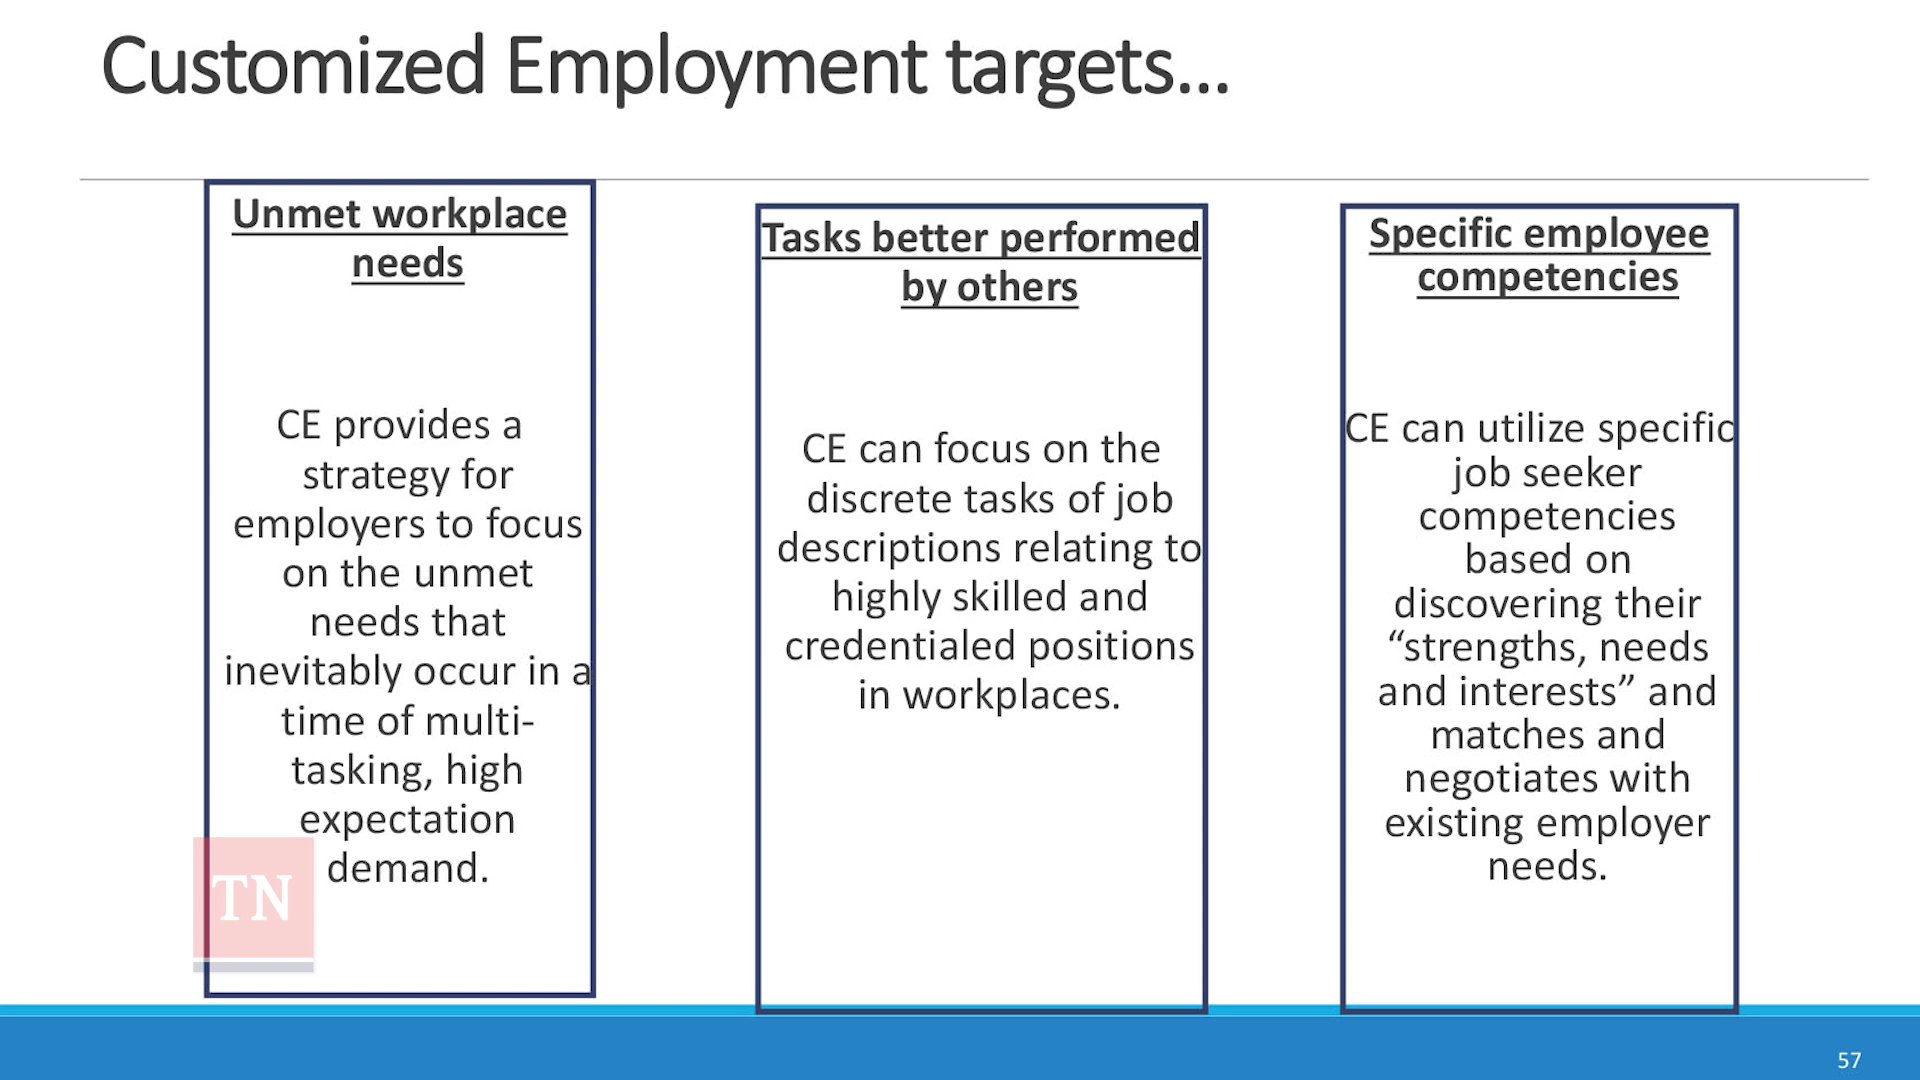 Customized Employment targets...
Unmet workplace
needs
CE provides a
strategy for
employers to focus
on the unmet
needs that
inevitably occur in a
time of multi-
tasking, high
expectation
demand.
TN
Tasks better performed
by others
CE can focus on the
discrete tasks of job
descriptions relating to
highly skilled and
credentialed positions
in workplaces.
Specific employee
competencies
CE can utilize specific
job seeker
competencies
based on
discovering their
“strengths, needs
and interests” and
matches and
negotiates with
existing employer
needs.
57